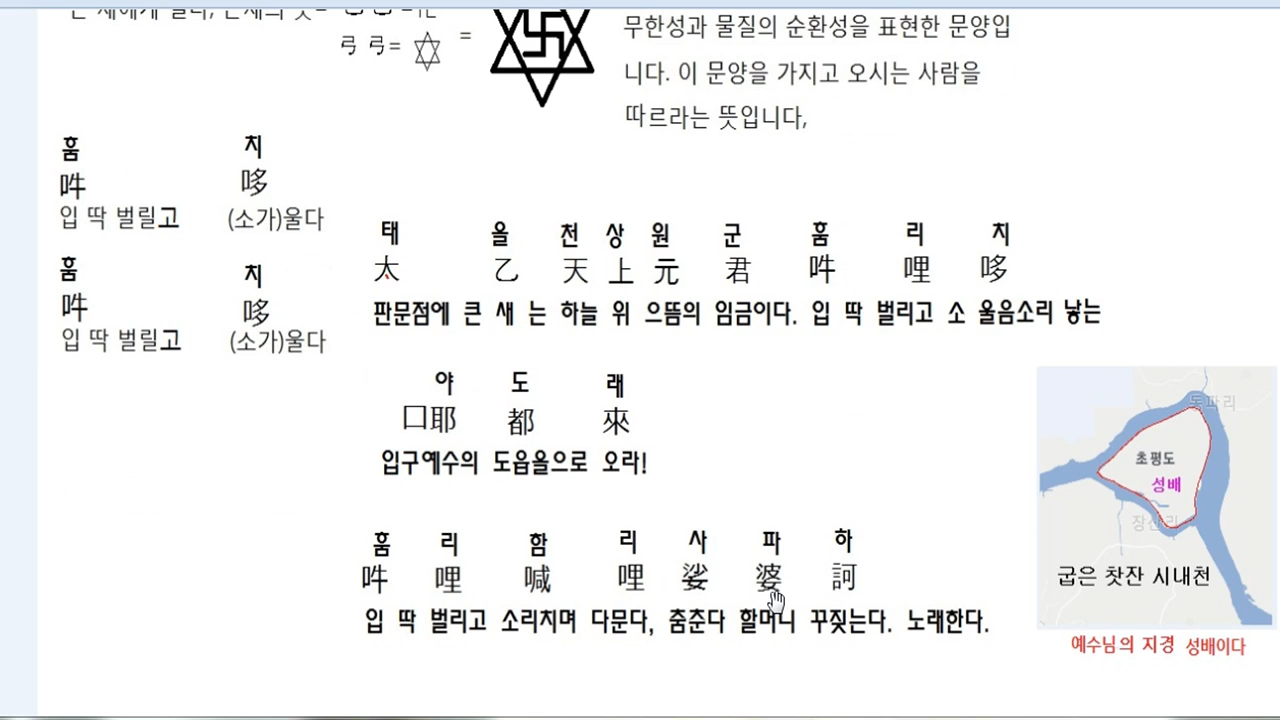 弓 弓= =
무한성과 물질의 순환성을 표현한 문양입
니다. 이 문양을 가지고 오시는 사람을
따르라는 뜻입니다,
훔 치
吽 哆
입 딱 벌릴고 (소가)울다
훔 치
吽 哆
입 딱 벌릴고 (소가)울다
태 을 천 상 원 군 훔 리 치
太 乙 天 上 元 君 吽 哩 哆
판문점에 큰 새 는 하늘 위 으뜸의 임금이다. 입 딱 벌리고 소 울음소리 낳는
야 도 래
口耶 都 來
입구예수의 도읍을으로 오라!
훔 리 함 리 사 파 하
吽 哩 喊 哩 娑 婆 訶
입 딱 벌리고 소리치며 다문다, 춤춘다 할머니 꾸짖는다. 노래한다.
동파리
초평도
성배
장산리
굽은 찻잔 시내천
예수님의 지경 성배이다